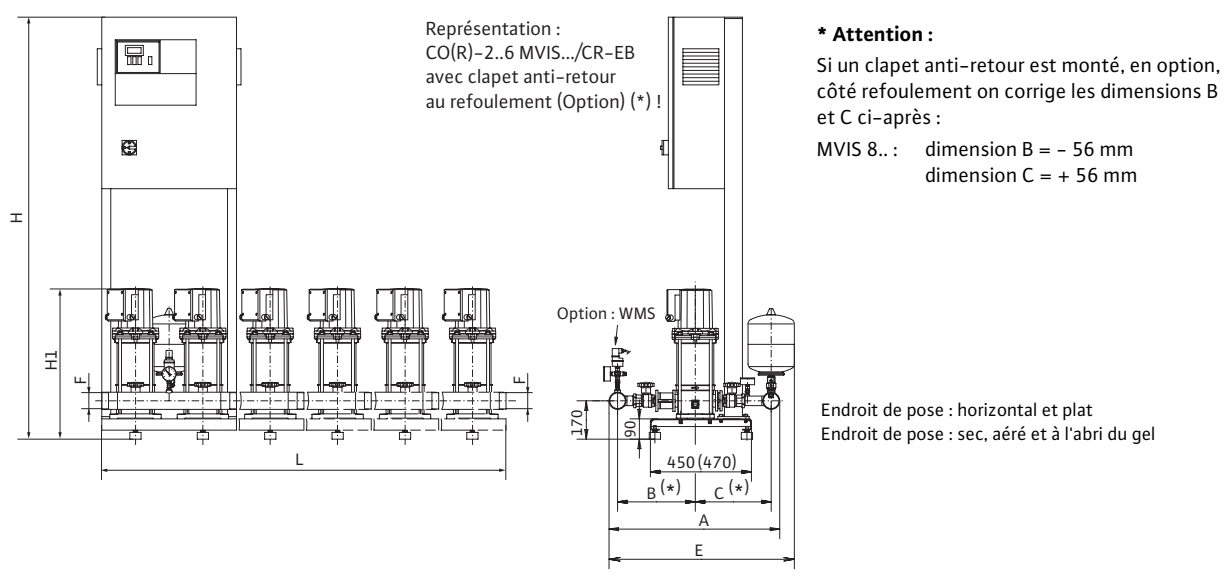 Représentation :
CO(R)-2..6 MVIS.../CR-EB
avec clapet anti-retour
au refoulement (Option) (*) !
* Attention :
Si un clapet anti-retour est monté, en option,
côté refoulement on corrige les dimensions B
et C ci-après :
MVIS 8.. : dimension B = - 56 mm
dimension C = + 56 mm
H
H1
F
F
L
Option : WMS
170
90
450 (470)
B (*)
C (*)
A
E
Endroit de pose : horizontal et plat
Endroit de pose : sec, aéré et à l'abri du gel